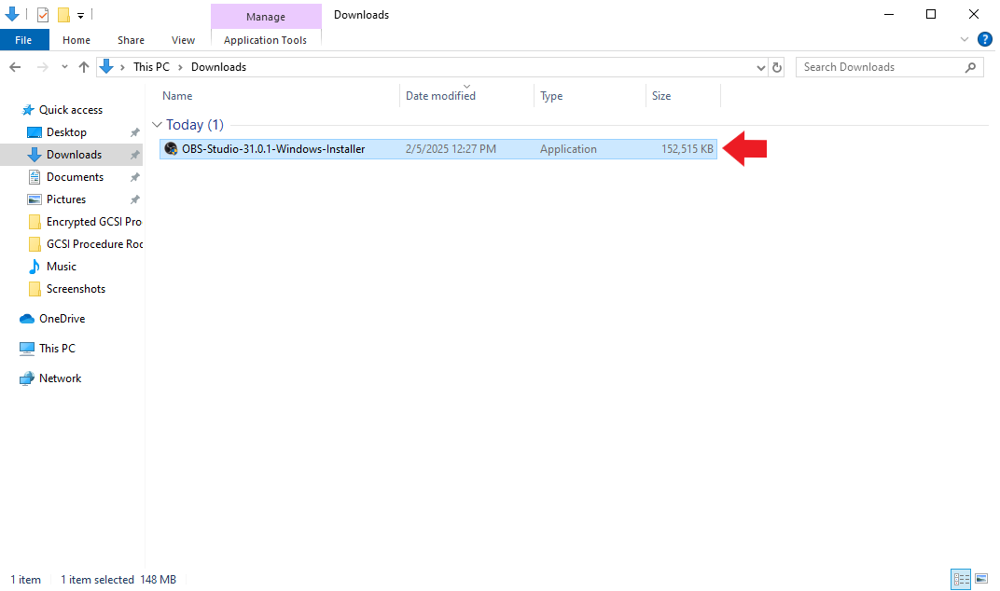 Manage
Downloads
File
Home
Share
View
Application Tools
?
This PC
Downloads
Search Downloads
Name
Date modified
Type
Size
Quick access
Desktop
Downloads
Documents
Pictures
Encrypted GCSI Pro
GCSI Procedure Roc
Music
Screenshots
OneDrive
This PC
Network
Today (1)
OBS-Studio-31.0.1-Windows-Installer 2/5/2025 12:27 PM Application 152,515 KB
1 item 1 item selected 148 MB